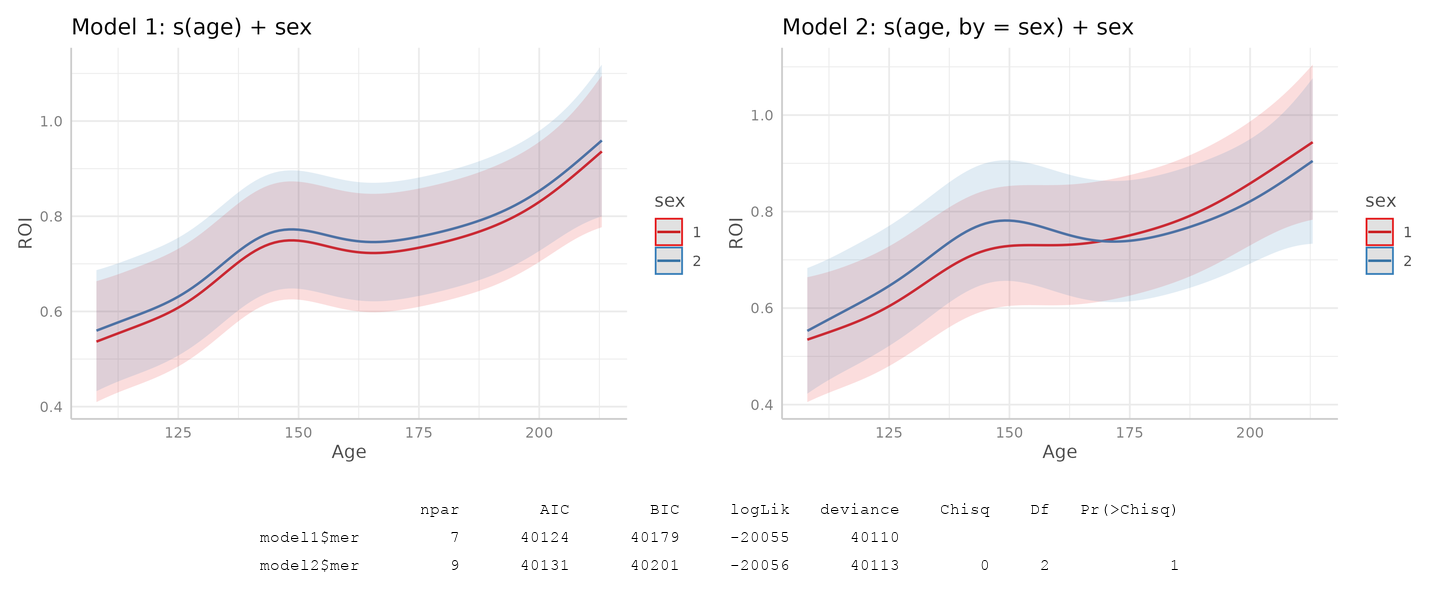 Model 1: s(age) + sex
1.0
0.8
0.6
0.4
ROI
125 150 175 200
Age
sex
1
2
Model 2: s(age, by = sex) + sex
1.0
0.8
0.6
0.4
ROI
125 150 175 200
Age
sex
1
2
npar AIC BIC logLik deviance Chisq Df Pr(>Chisq)
model1$mer 7 40124 40179 -20055 40110
model2$mer 9 40131 40201 -20056 40113 0 2 1